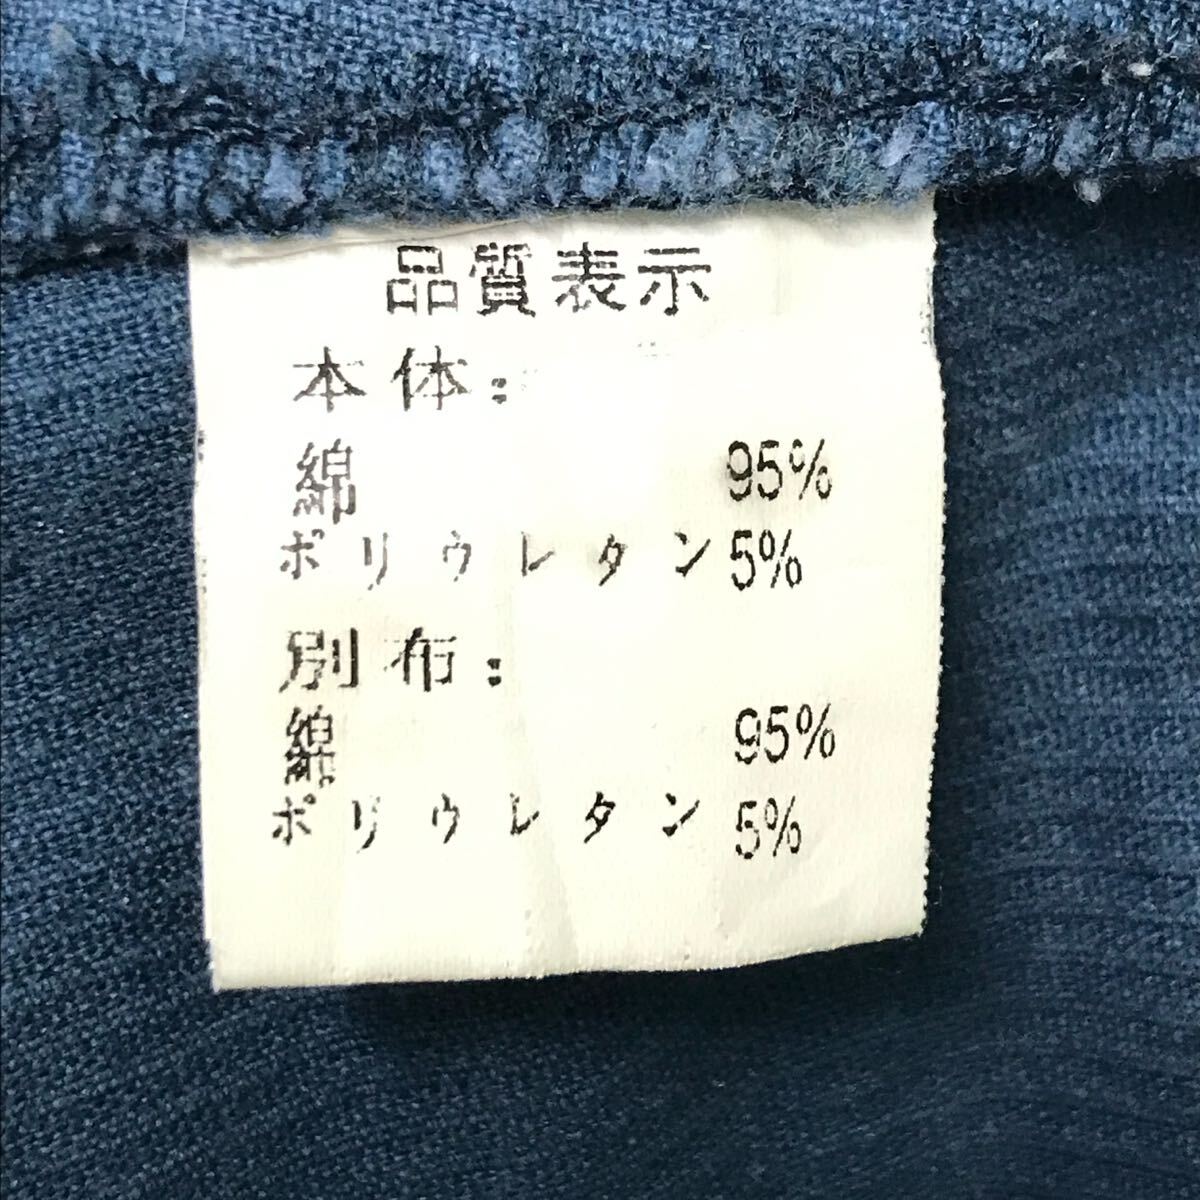 品質表示
本体:
綿 95%
ポリウレタン 5%
別布:
綿 95%
ポリウレタン 5%